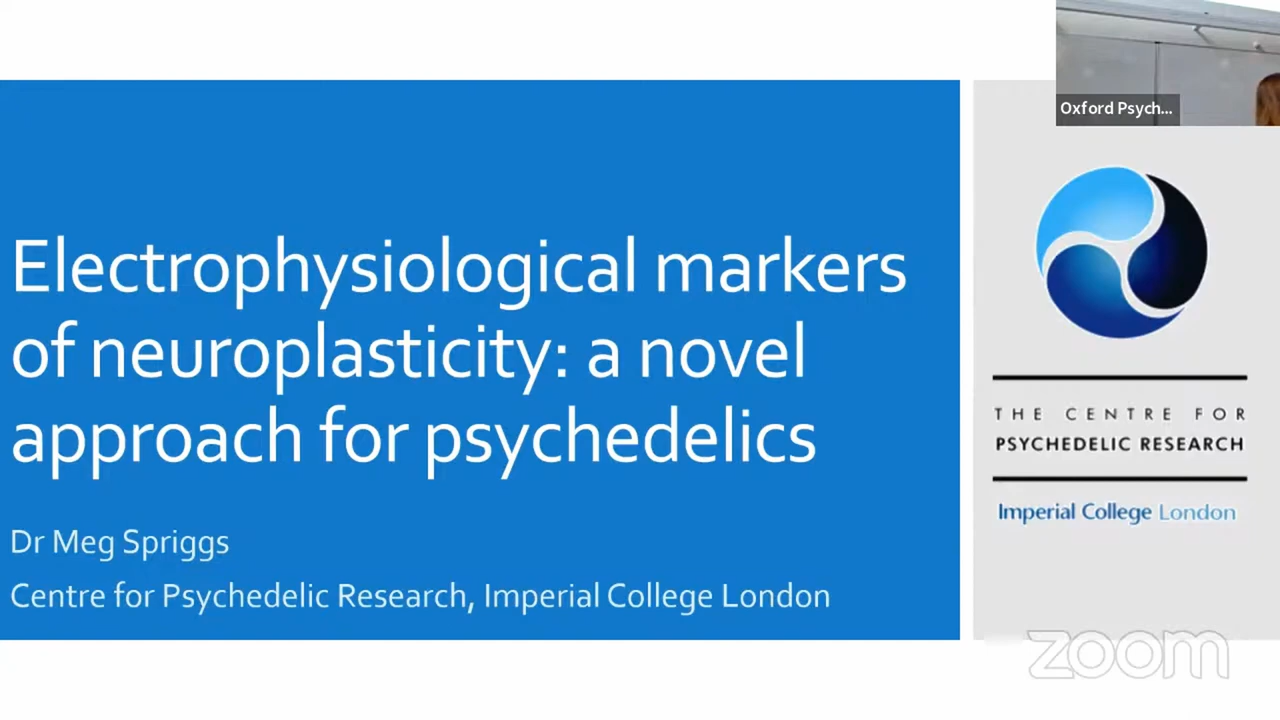 Oxford Psych...
Electrophysiological markers
of neuroplasticity: a novel
approach for psychedelics
Dr Meg Spriggs
Centre for Psychedelic Research, Imperial College London
THE CENTRE FOR
PSYCHEDELIC RESEARCH
Imperial College London
zoom